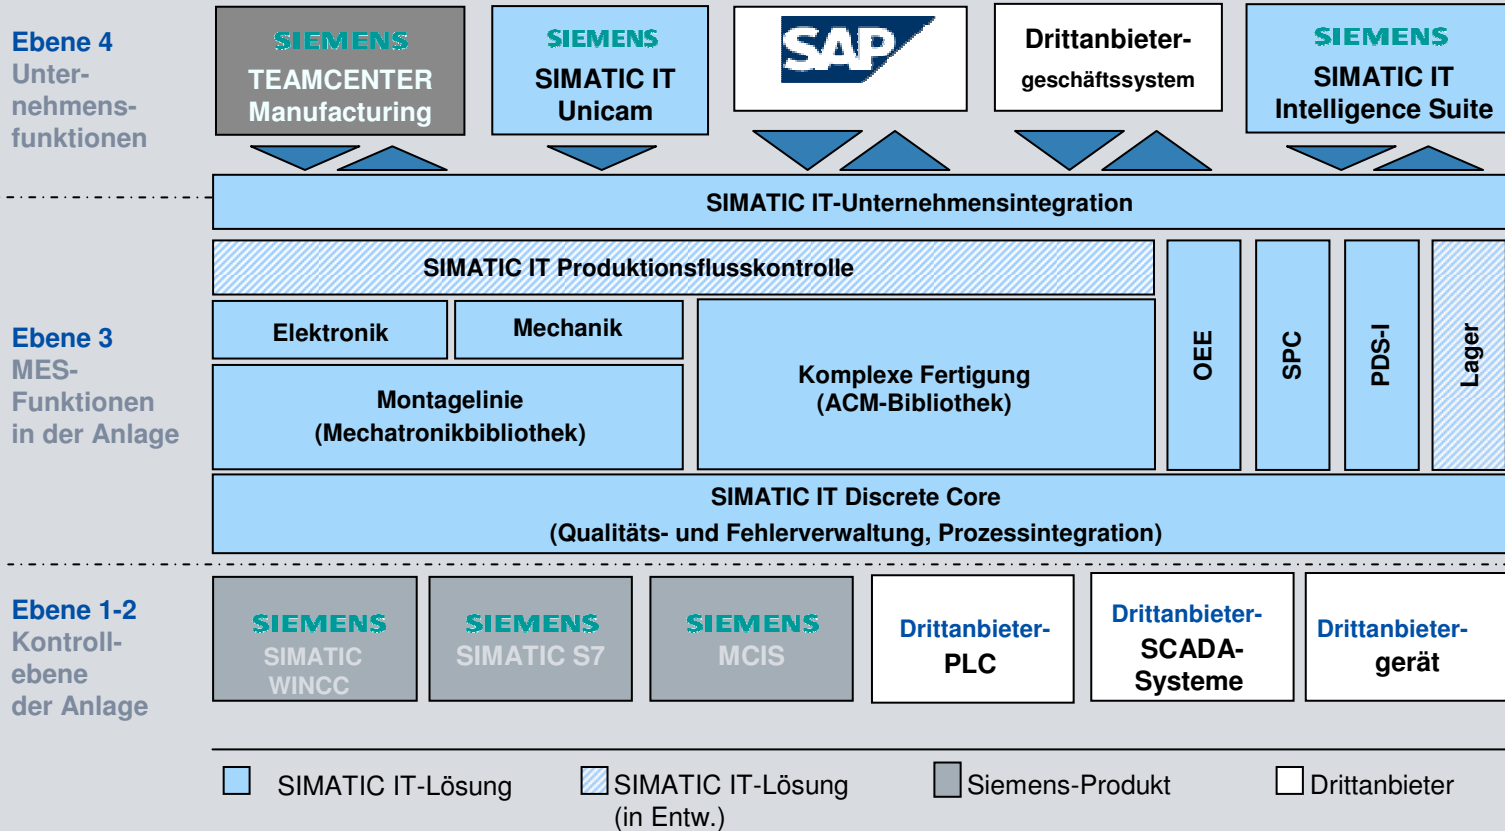 Ebene 4
Unter-
nehmens-
funktionen
SIEMENS
TEAMCENTER
Manufacturing
SIEMENS
SIMATIC IT
Unicam
SAP
Drittanbieter-
geschäftssystem
SIEMENS
SIMATIC IT
Intelligence Suite
SIMATIC IT-Unternehmensintegration
Ebene 3
MES-
Funktionen
in der Anlage
SIMATIC IT Produktionsflusskontrolle
Elektronik
Mechanik
Montagelinie
(Mechatronikbibliothek)
Komplexe Fertigung
(ACM-Bibliothek)
OEE
SPC
PDS-I
Lager
SIMATIC IT Discrete Core
(Qualitäts- und Fehlerverwaltung, Prozessintegration)
Ebene 1-2
Kontroll-
ebene
der Anlage
SIEMENS
SIMATIC
WINCC
SIEMENS
SIMATIC S7
SIEMENS
MCIS
Drittanbieter-
PLC
Drittanbieter-
SCADA-
Systeme
Drittanbieter-
gerät
SIMATIC IT-Lösung
SIMATIC IT-Lösung
(in Entw.)
Siemens-Produkt
Drittanbieter